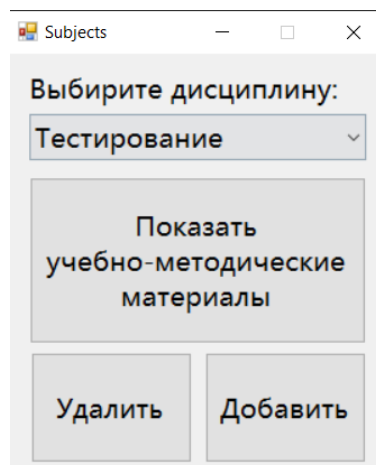 Subjects
Выбирите дисциплину:
Тестирование
Показать
учебно-методические
материалы
Удалить
Добавить